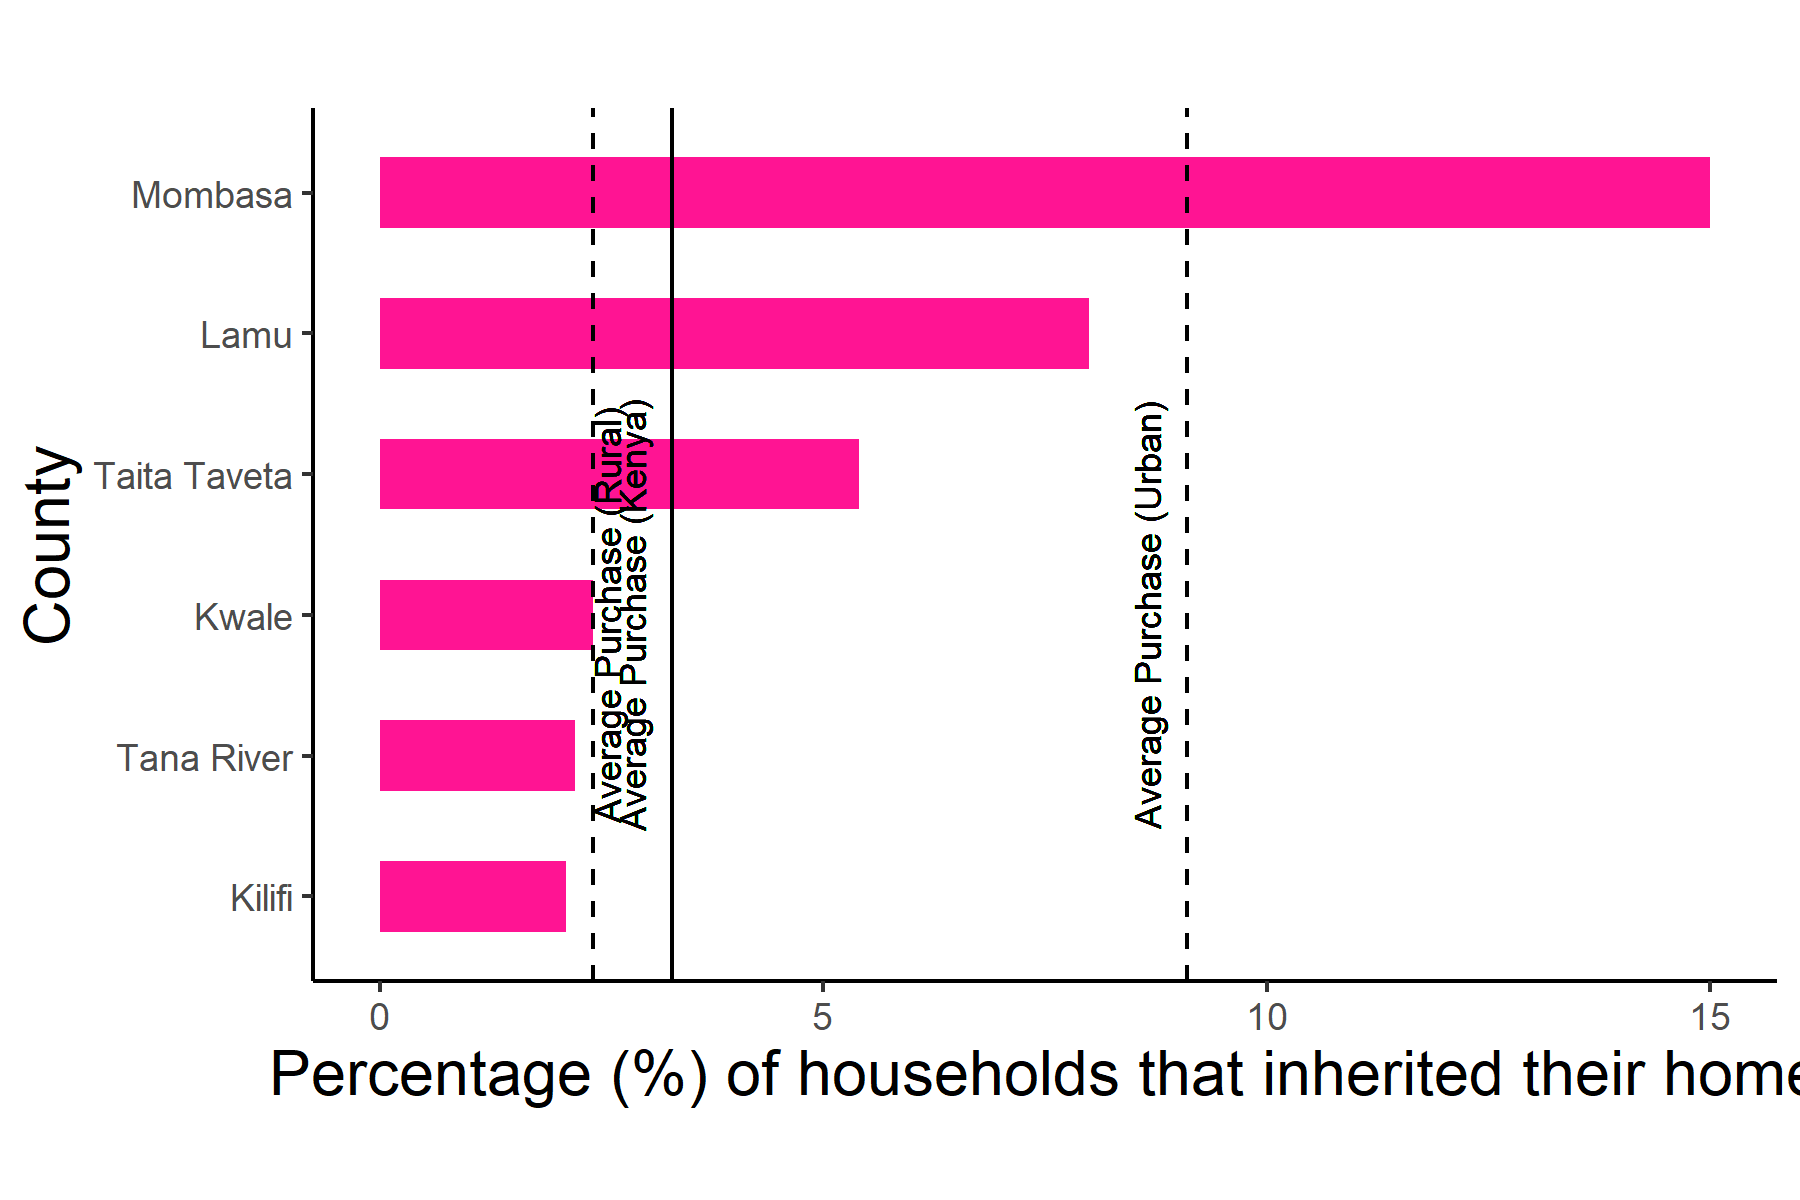 County
Mombasa
Lamu
Taita Taveta
Kwale
Tana River
Kilifi
Average Purchase (Rural)
Average Purchase (Kenya)
Average Purchase (Urban)
0 5 10 15
Percentage (%) of households that inherited their home